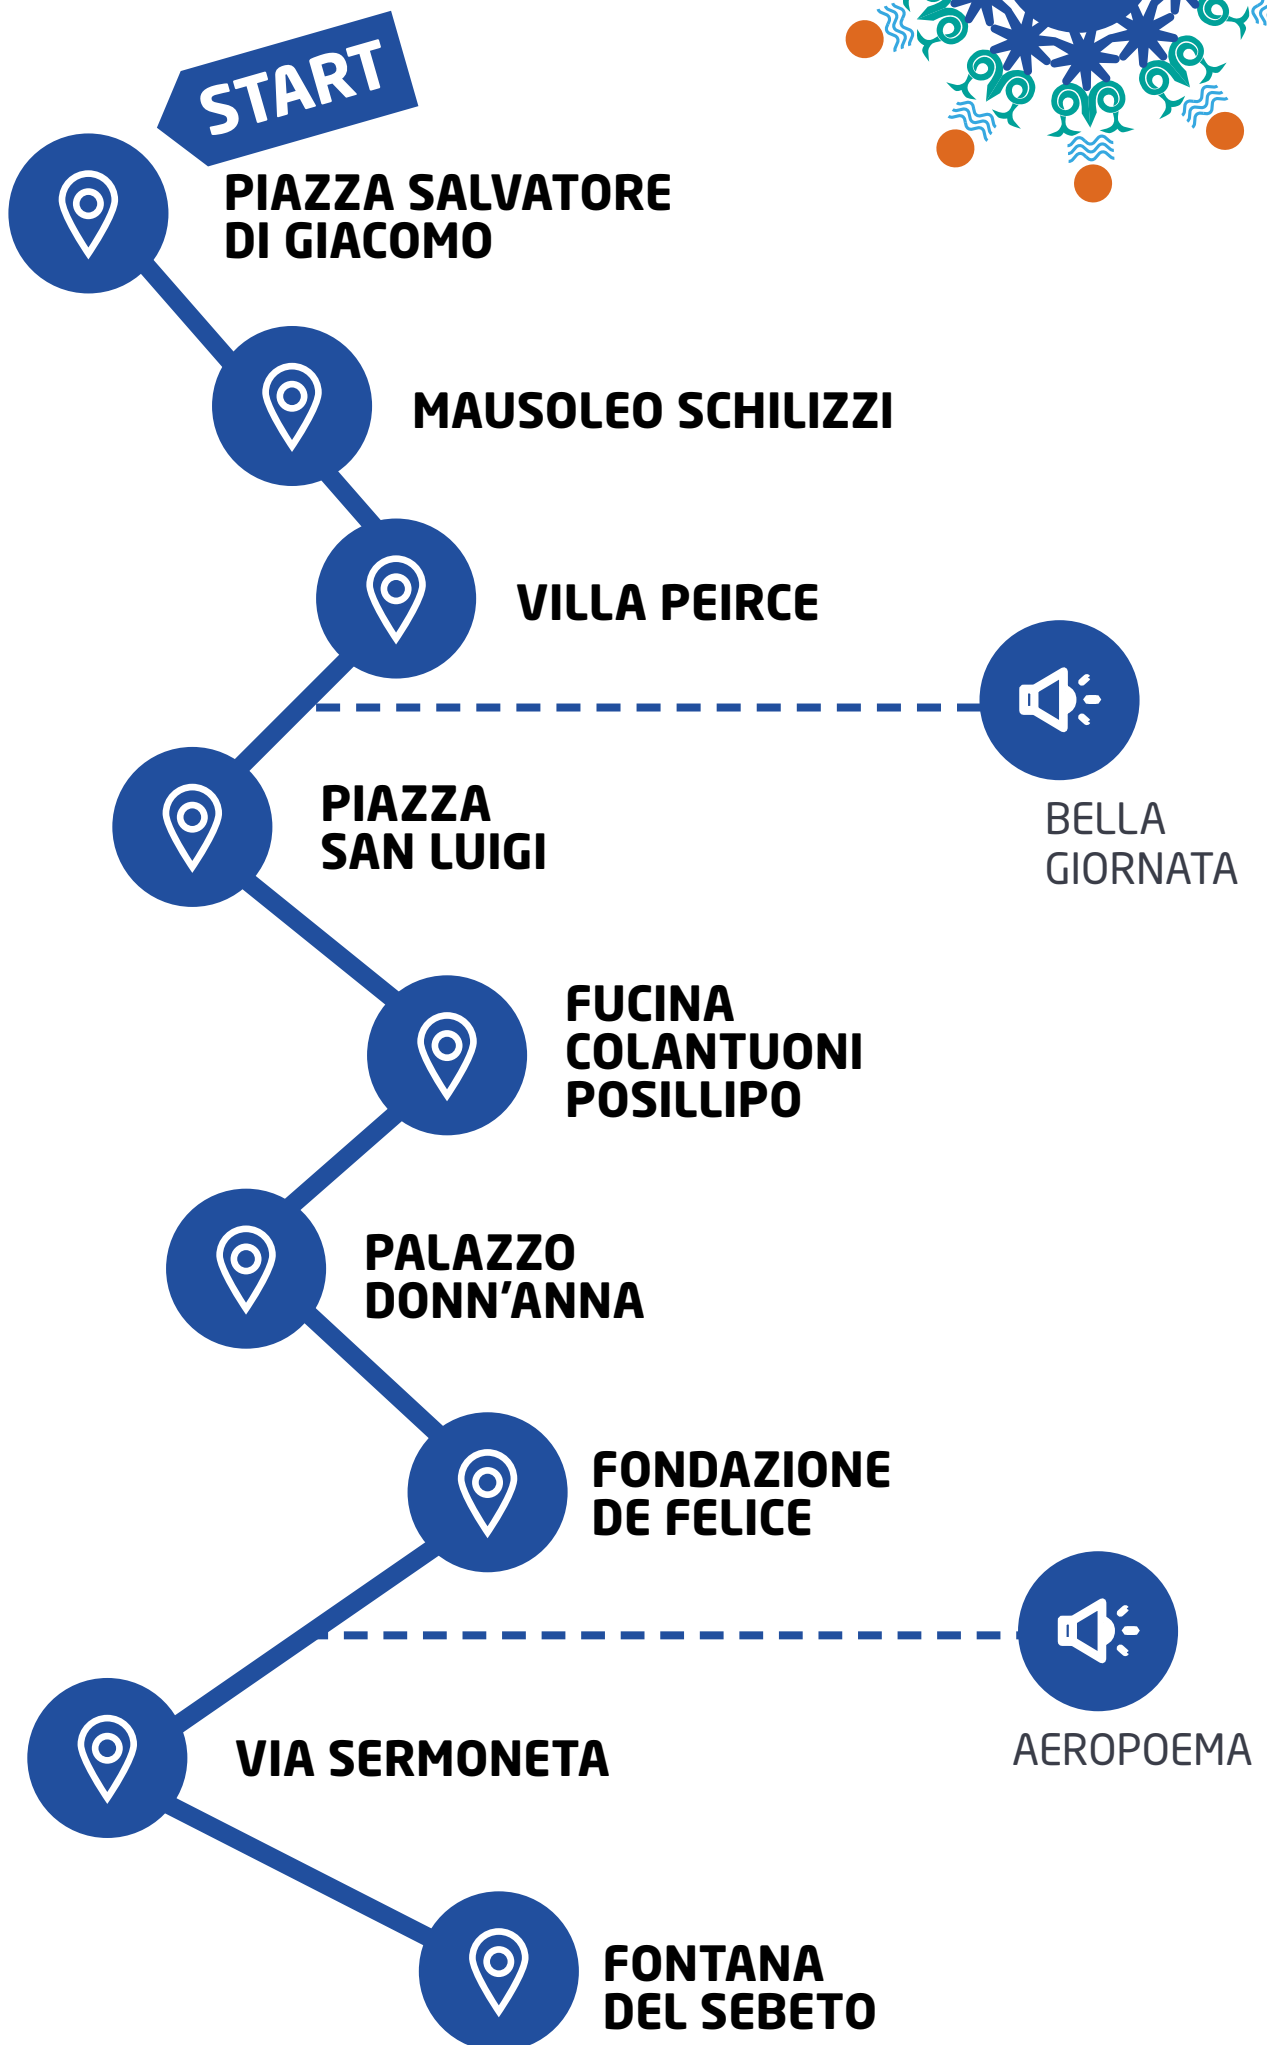 START
PIAZZA SALVATORE
DI GIACOMO
MAUSOLEO SCHILIZZI
VILLA PEIRCE
BELLA
GIORNATA
PIAZZA
SAN LUIGI
FUCINA
COLANTUONI
POSILLIPO
PALAZZO
DONN'ANNA
FONDAZIONE
DE FELICE
AEROPOEMA
VIA SERMONETA
FONTANA
DEL SEBETO